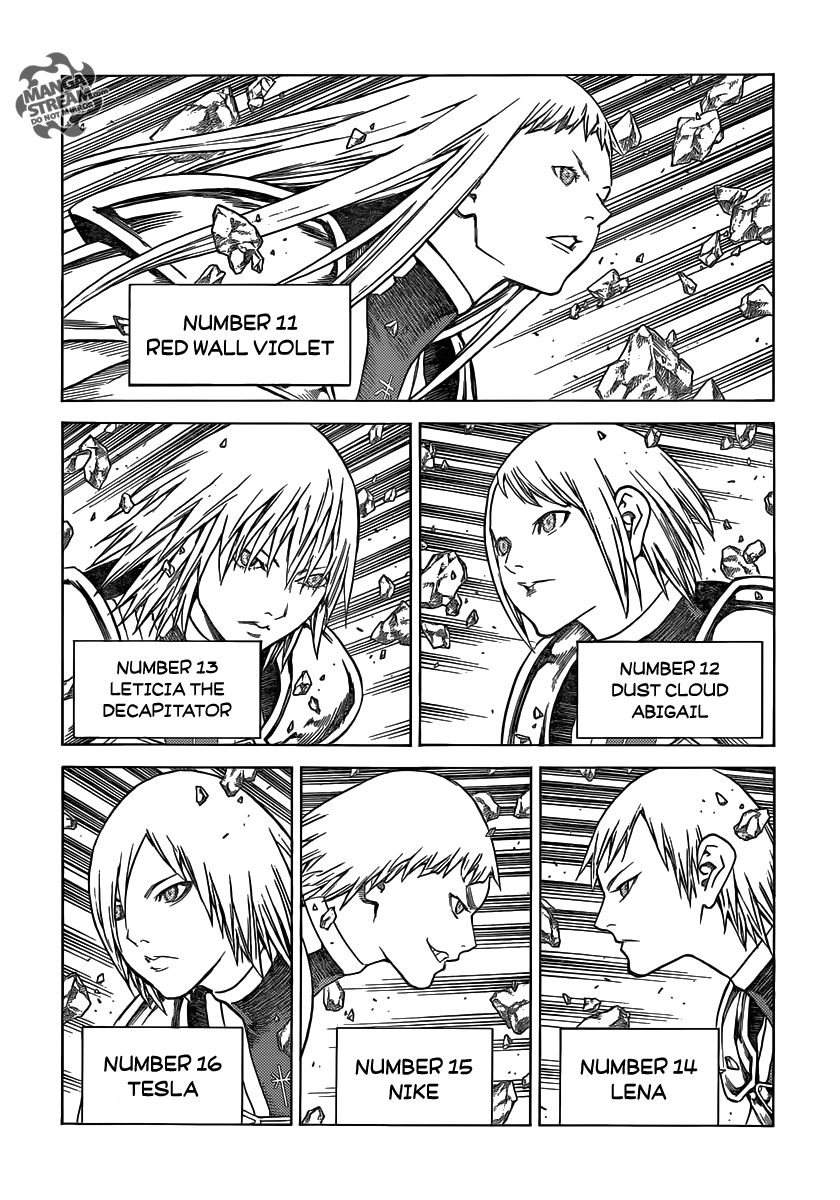 MANGA
STREAM.com
DO NOT MIRROR
NUMBER 11
RED WALL VIOLET
NUMBER 12
DUST CLOUD
ABIGAIL
NUMBER 13
LETICIA THE
DECAPITATOR
NUMBER 14
LENA
NUMBER 15
NIKE
NUMBER 16
TESLA